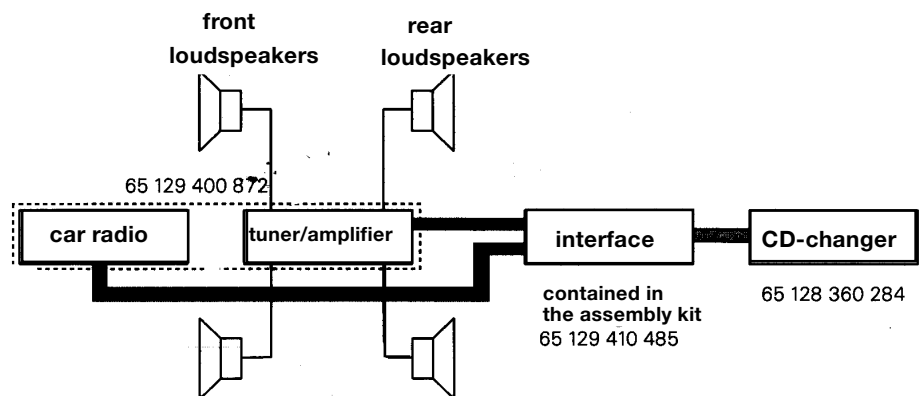 front
loudspeakers
rear
loudspeakers
65 129 400 872
car radio
tuner/amplifier
interface
CD-changer
contained in
the assembly kit
65 129 410 485
65 128 360 284